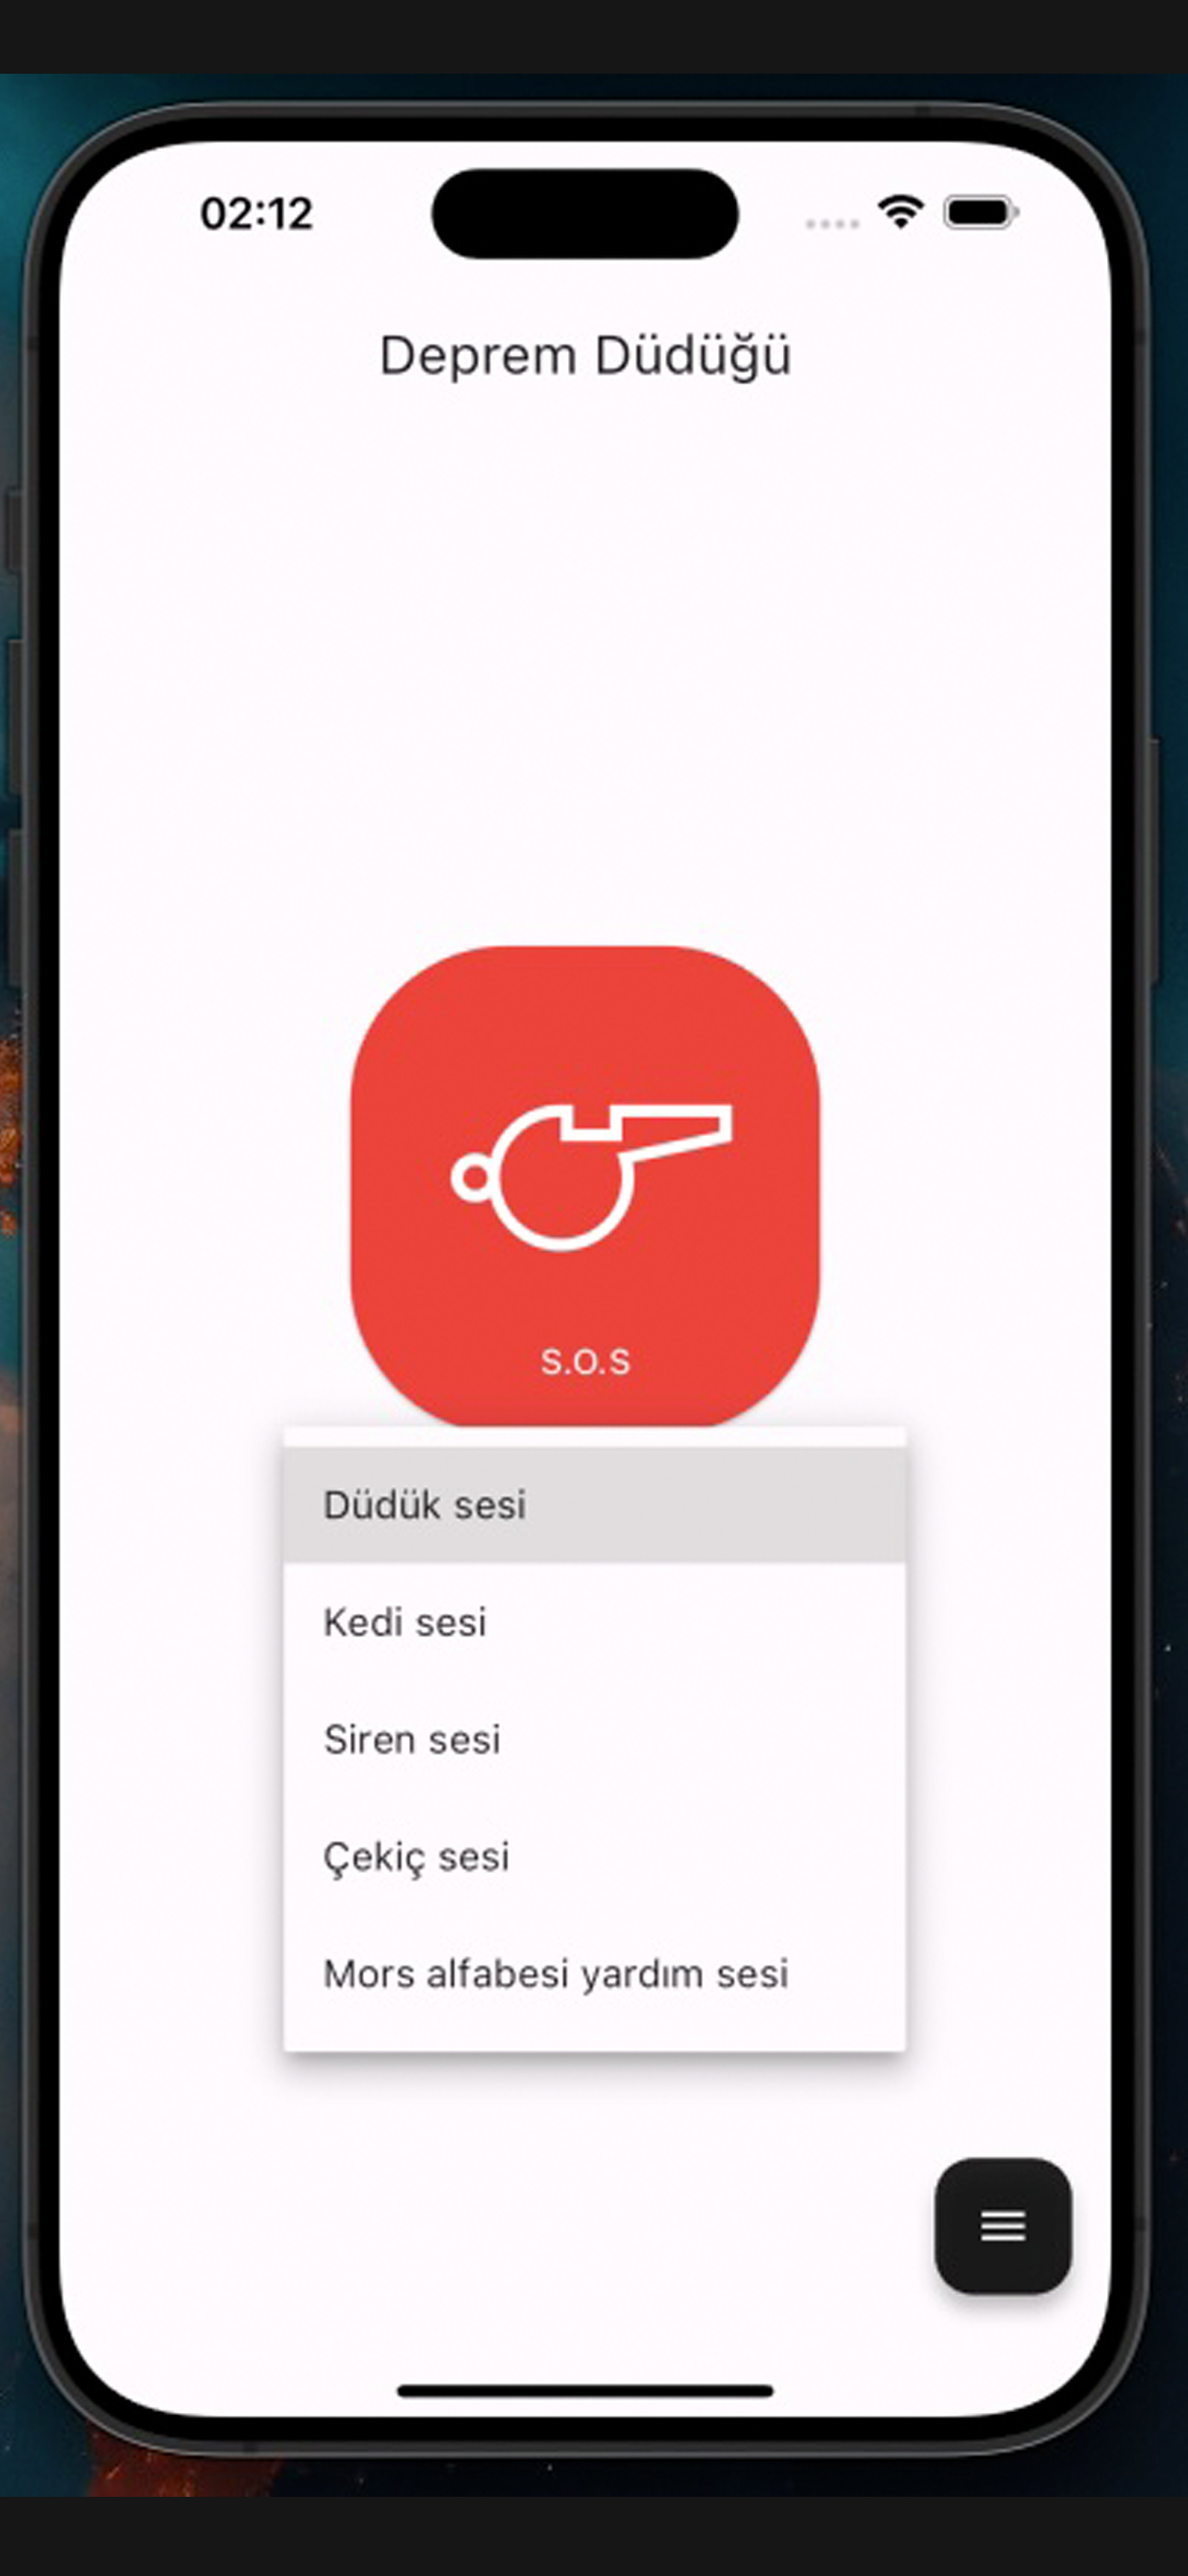 02:12
Deprem Düdüğü
S.O.S
Düdük sesi
Kedi sesi
Siren sesi
Çekiç sesi
Mors alfabesi yardım sesi